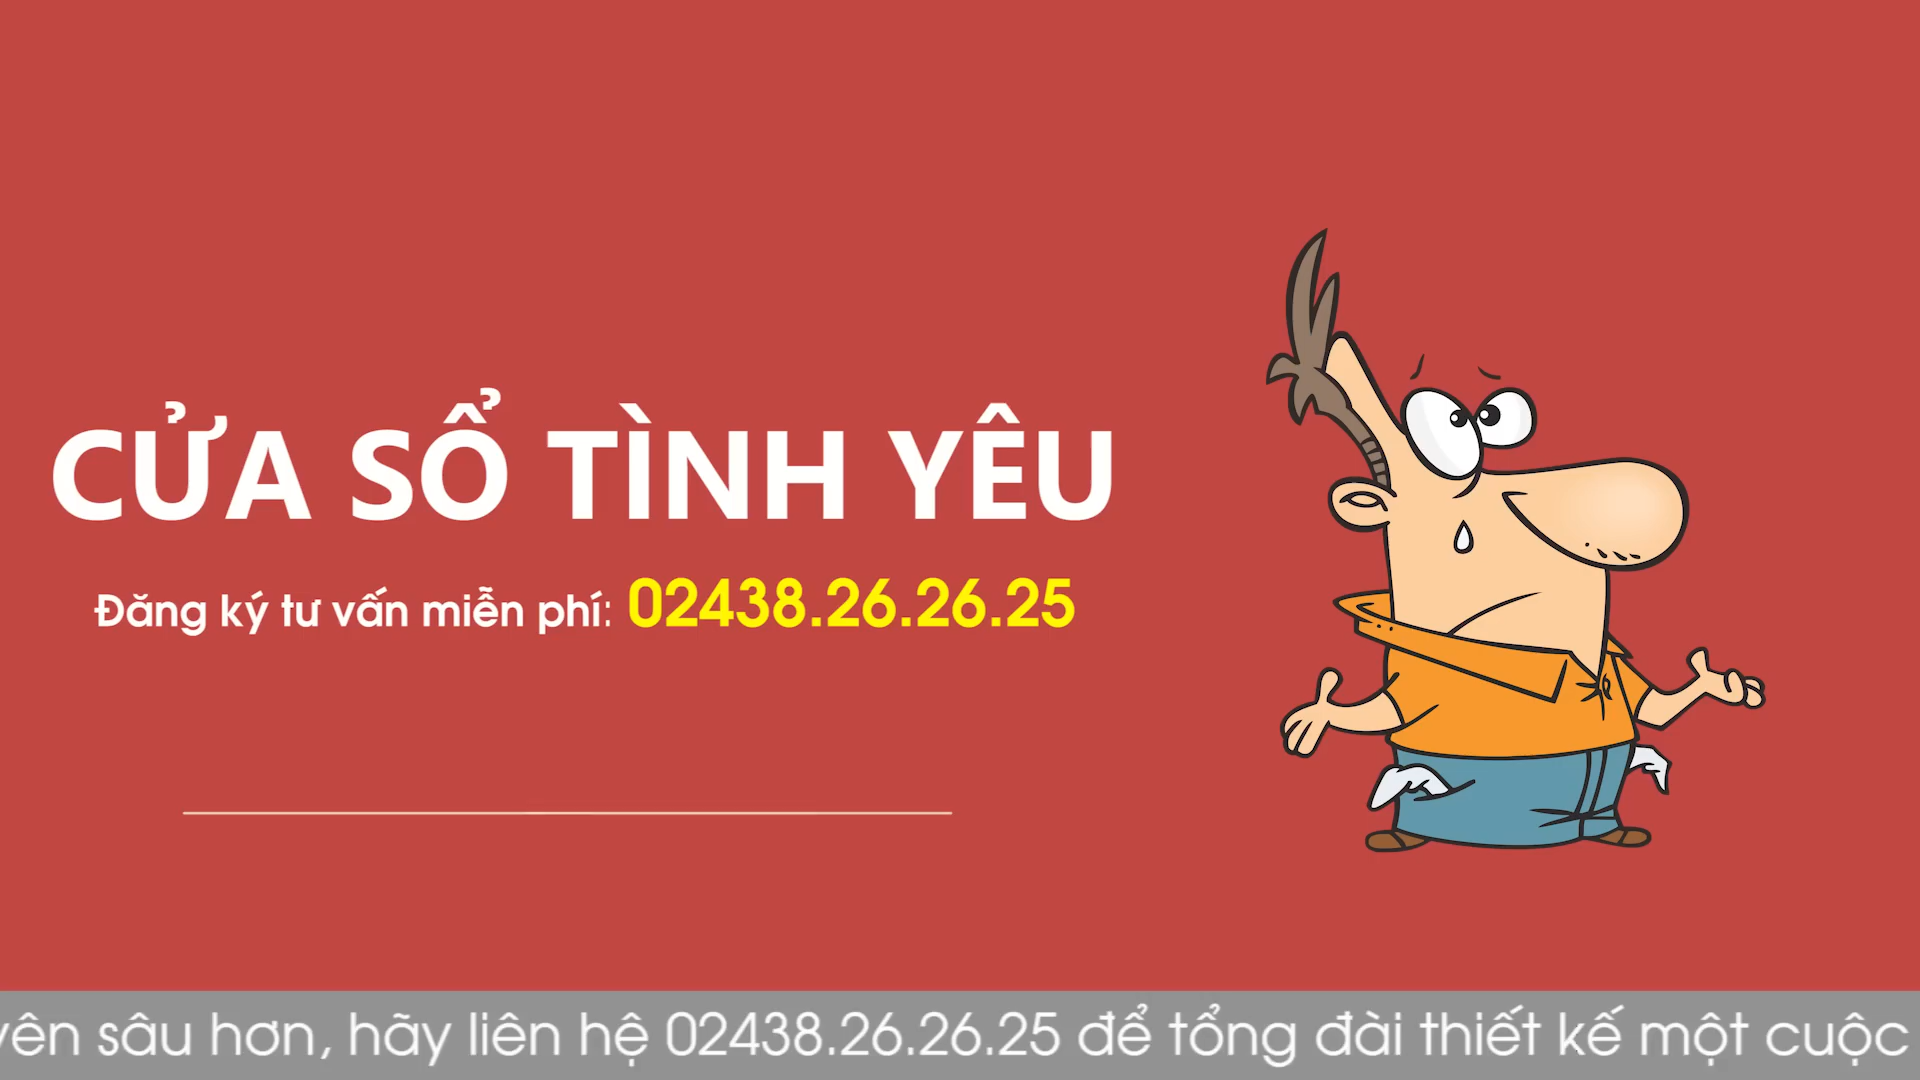 CỬA SỔ TÌNH YÊU
Đăng ký tư vấn miễn phí: 02438.26.26.25
yên sâu hơn, hãy liên hệ 02438.26.26.25 để tổng đài thiết kế một cuộc